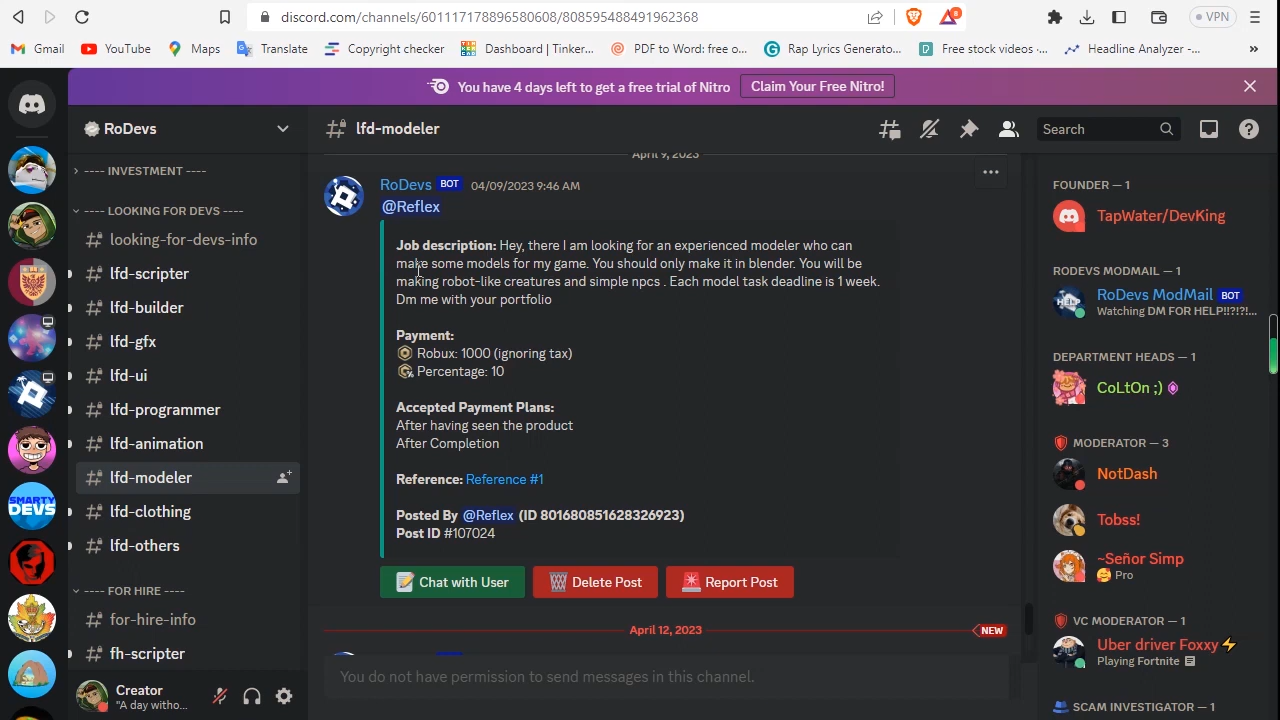 discord.com/channels/601117178896580608/808595488491962368
8
VPN
Gmail
YouTube
Maps
Translate
Copyright checker
Dashboard | Tinker...
PDF to Word: free o...
Rap Lyrics Generato...
Free stock videos -...
Headline Analyzer -...
You have 4 days left to get a free trial of Nitro
Claim Your Free Nitro!
RoDevs
---- INVESTMENT ----
---- LOOKING FOR DEVS ----
looking-for-devs-info
lfd-scripter
lfd-builder
lfd-gfx
lfd-ui
lfd-programmer
lfd-animation
lfd-modeler
lfd-clothing
lfd-others
---- FOR HIRE ----
for-hire-info
fh-scripter
SMARTY
DEVS
Creator
"A day witho...
lfd-modeler
Search
April 9, 2023
RoDevs BOT 04/09/2023 9:46 AM
@Reflex
Job description: Hey, there I am looking for an experienced modeler who can
make some models for my game. You should only make it in blender. You will be
making robot-like creatures and simple npcs . Each model task deadline is 1 week.
Dm me with your portfolio
Payment:
Robux: 1000 (ignoring tax)
Percentage: 10
Accepted Payment Plans:
After having seen the product
After Completion
Reference: Reference #1
Posted By @Reflex (ID 801680851628326923)
Post ID #107024
Chat with User
Delete Post
Report Post
April 12, 2023
NEW
You do not have permission to send messages in this channel.
FOUNDER — 1
TapWater/DevKing
RODEVS MODMAIL — 1
HELP
RoDevs ModMail BOT
Watching DM FOR HELP!!?!?!...
DEPARTMENT HEADS — 1
CoLtOn ;)
MODERATOR — 3
NotDash
Tobss!
~Señor Simp
Pro
VC MODERATOR — 1
Uber driver Foxxy
Playing Fortnite
SCAM INVESTIGATOR — 1